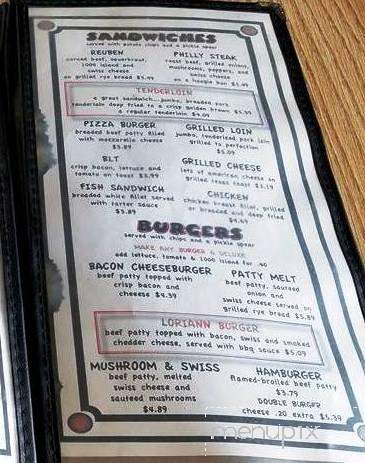 SANDWICHES
served with potato chips and a pickle spear
REUBEN
corned beef, sauerkraut,
1000 island and
swiss cheese
on grilled rye bread $5.99
PHILLY STEAK
roast beef, grilled onions,
mushrooms, peppers, and
swiss cheese
on a hoagie bun
TENDERLOIN
a great sandwich...jumbo, breaded pork
tenderloin deep fried to a crisp golden brown $5.99
a regular tenderloin $4.09
PIZZA BURGER
breaded beef patty filled
with mozzarella cheese
$3.89
GRILLED LOIN
jumbo, tenderized pork loin
grilled to perfection
$5.09
BLT
crisp bacon, lettuce and
tomato on toast $3.99
GRILLED CHEESE
lots of american cheese on
grilled texas toast $3.19
FISH SANDWICH
breaded white fillet served
with tarter sauce
$3.89
CHICKEN
chicken breast fillet, grilled
or breaded and deep fried
$4.69
BURGERS
served with chips and a pickle spear
MAKE ANY BURGER A DELUXE
add lettuce, tomato & 1000 island for .60
BACON CHEESEBURGER
beef patty topped with
crisp bacon and
cheese $4.39
PATTY MELT
beef patty, sauteed
onion and
swiss cheese served on
grilled rye bread $5.89
LORIANN BURGER
beef patty topped with bacon, swiss and smoked
chedder cheese, served with bbq sauce $5.09
MUSHROOM & SWISS
beef patty, melted
swiss cheese and
sauteed mushrooms
$4.89
HAMBURGER
flamed-broiled beef patty
$3.79
DOUBLE BURGER
cheese .20 extra $5.39
menupix